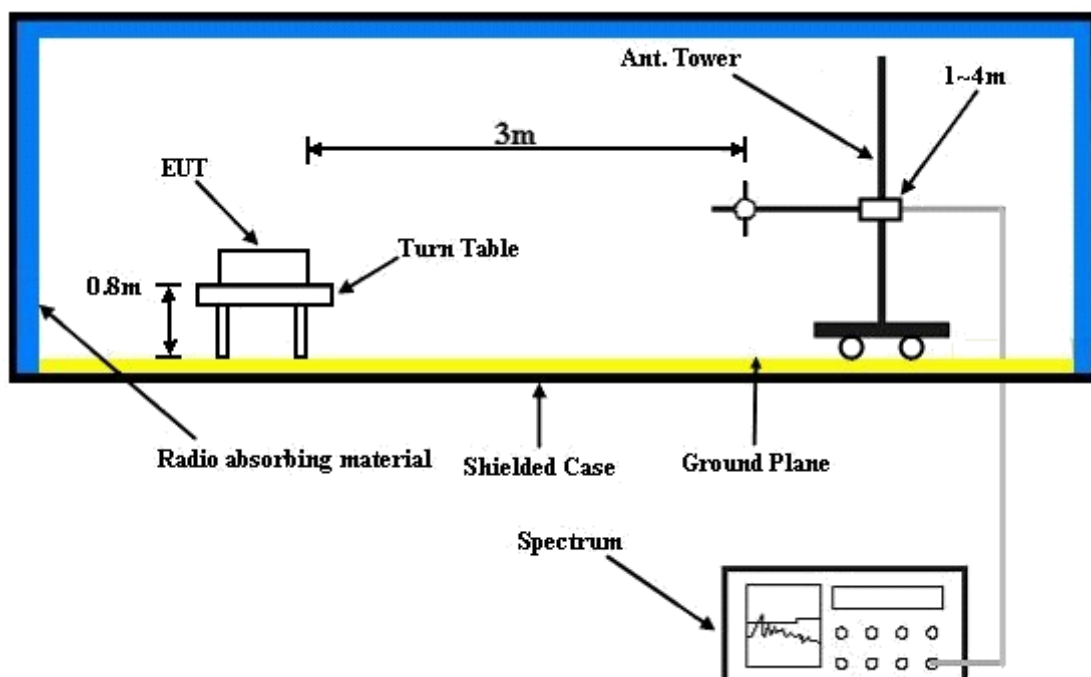 Ant. Tower
1~4m
3m
EUT
Turn Table
0.8m
Radio absorbing material
Shielded Case
Ground Plane
Spectrum